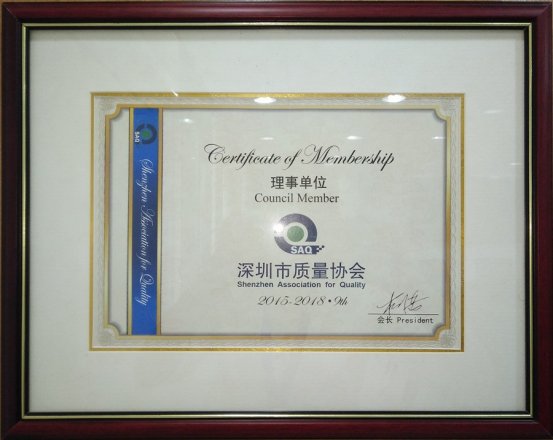 Certificate of Membership
理事单位
Council Member
SAQ
深圳市质量协会
Shenzhen Association for Quality
2015-2018·9th
会长 President
SAQ
Shenzhen Association for Quality